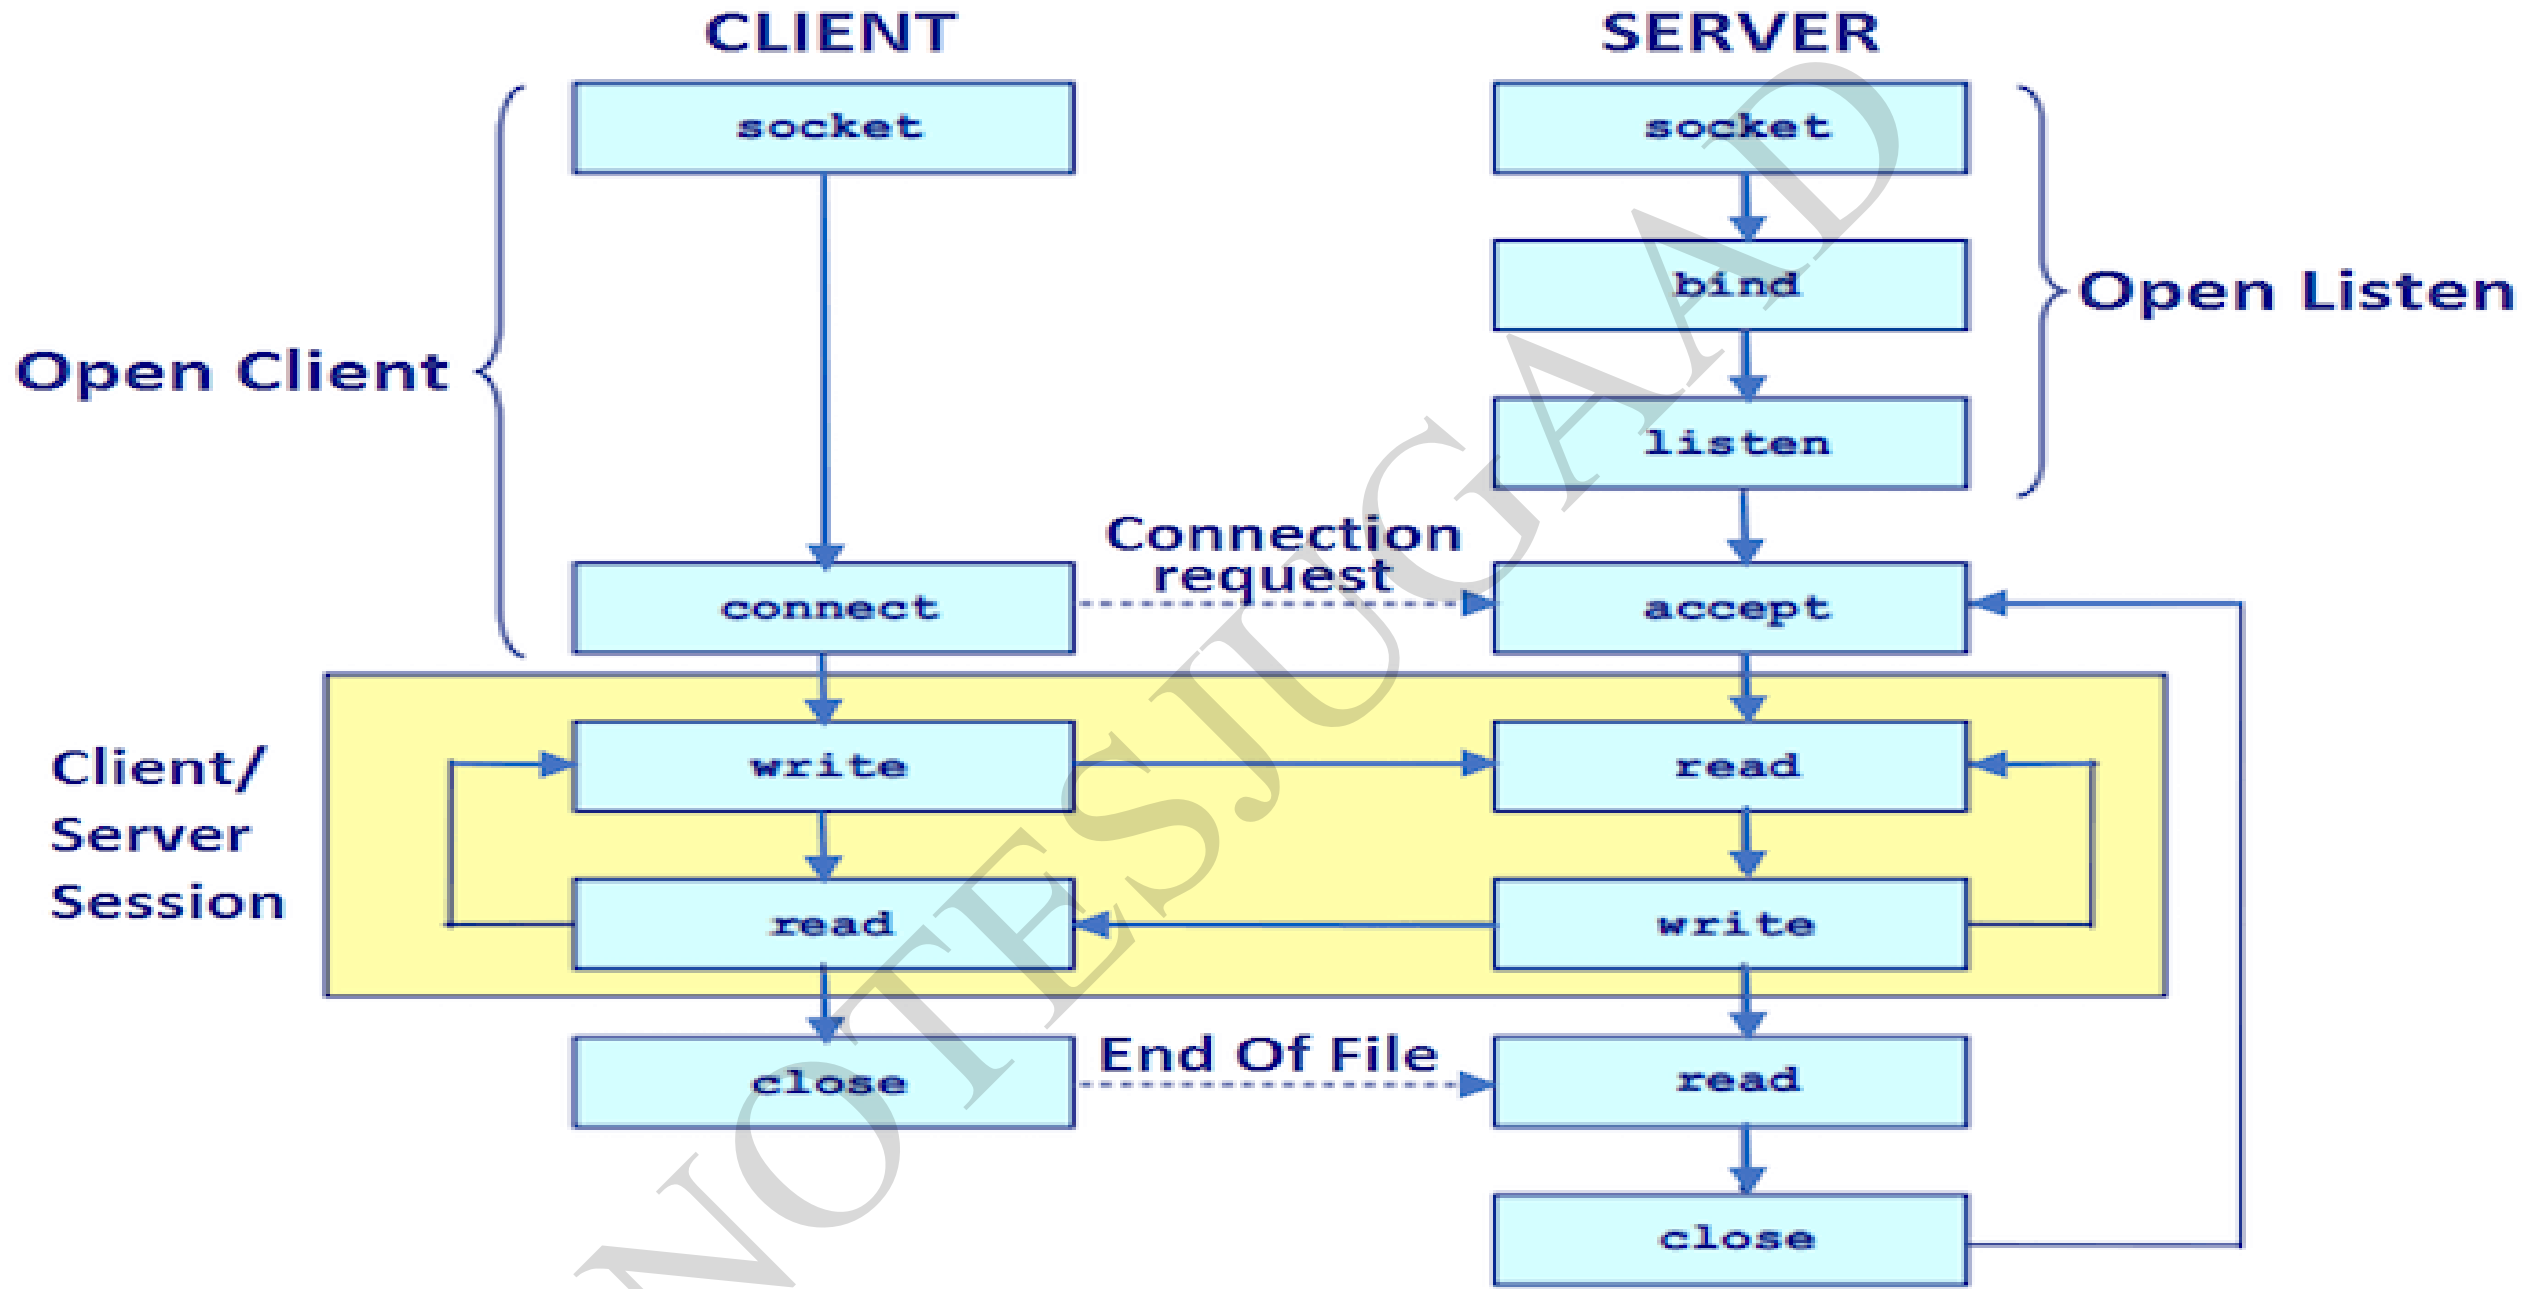 CLIENT
SERVER
socket
socket
bind
Open Listen
Open Client
listen
Connection
request
connect
accept
Client/
Server
Session
write
read
read
write
End Of File
close
read
close
NOTESJUGAAD